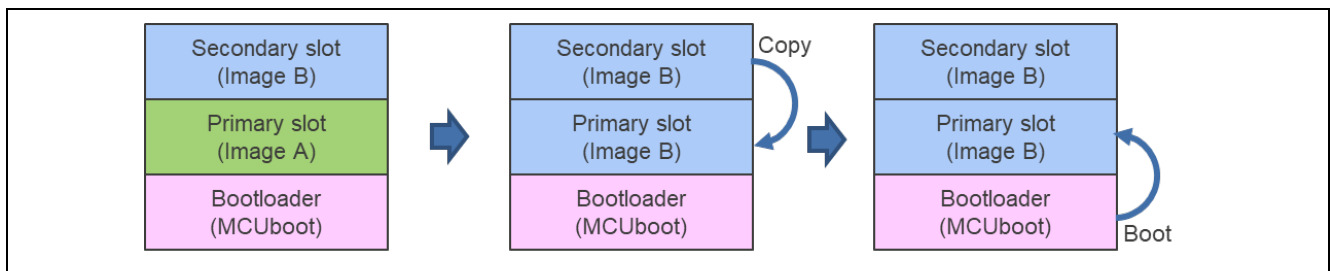 Secondary slot
(Image B)
Primary slot
(Image A)
Bootloader
(MCUboot)
Secondary slot
(Image B)
Copy
Primary slot
(Image B)
Bootloader
(MCUboot)
Secondary slot
(Image B)
Primary slot
(Image B)
Bootloader
(MCUboot)
Boot